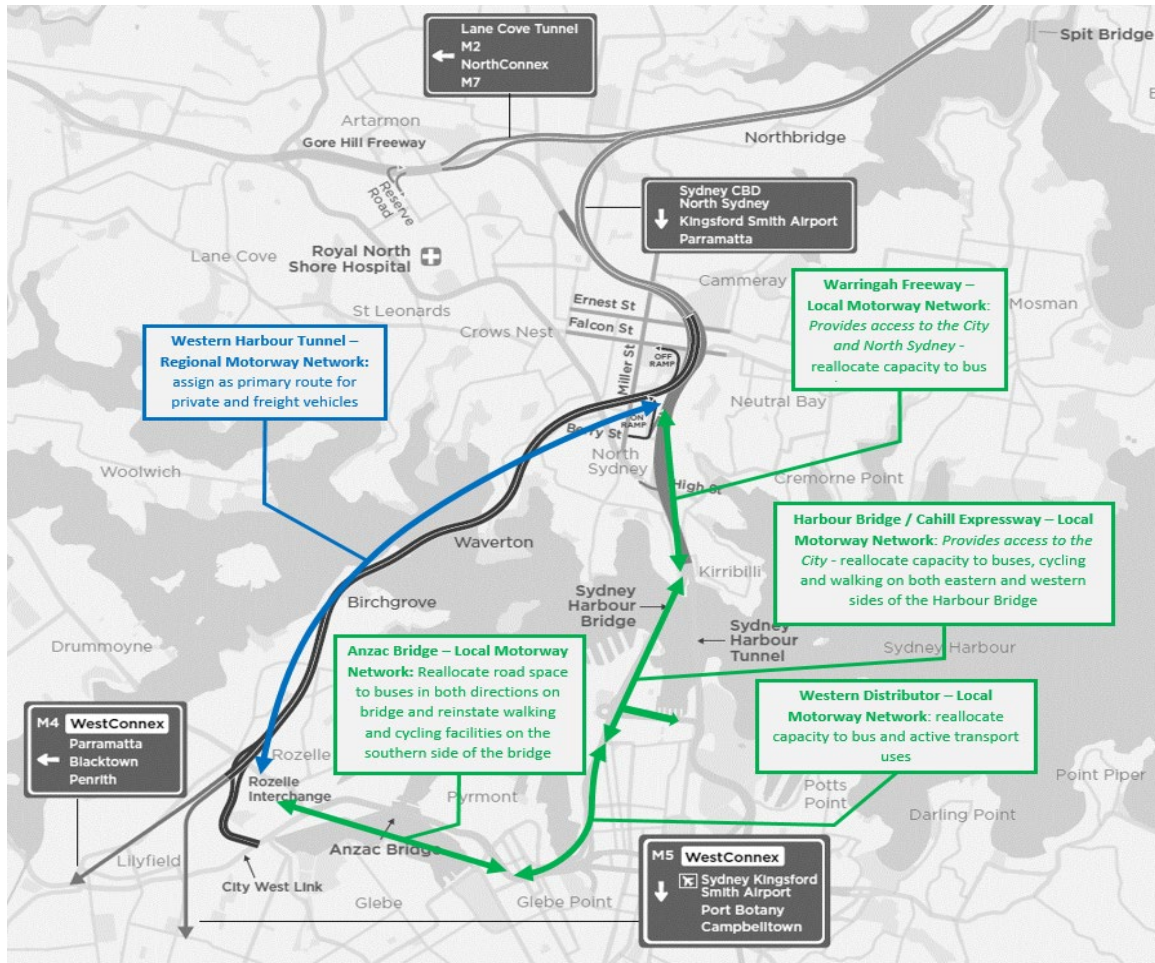 Lane Cove Tunnel
M2
NorthConnex
M7
Spit Bridge
Artarmon
Gore Hill Freeway
Northbridge
Reserve
Road
Sydney CBD
North Sydney
Kingsford Smith Airport
Parramatta
Lane Cove
Royal North
Shore Hospital
St Leonards
Cammeray
Ernest St
Falcon St
Crows Nest
Miller St
OFF
RAMP
Mosman
Warringah Freeway –
Local Motorway Network:
Provides access to the City
and North Sydney -
reallocate capacity to bus
Western Harbour Tunnel –
Regional Motorway Network:
assign as primary route for
private and freight vehicles
Neutral Bay
ON
RAMP
Berry St
North
Sydney
Woolwich
High St
Cremorne Point
Harbour Bridge / Cahill Expressway – Local
Motorway Network: Provides access to the
City - reallocate capacity to buses, cycling
and walking on both eastern and western
sides of the Harbour Bridge
Waverton
Kirribilli
Birchgrove
Sydney
Harbour
Bridge
Sydney
Harbour
Tunnel
Sydney Harbour
Drummoyne
Anzac Bridge – Local Motorway
Network: Reallocate road space
to buses in both directions on
bridge and reinstate walking
and cycling facilities on the
southern side of the bridge
Western Distributor – Local
Motorway Network: reallocate
capacity to bus and active transport
uses
M4 WestConnex
Parramatta
Blacktown
Penrith
Rozelle
Rozelle
Interchange
Pyrmont
Potts
Point
Point Piper
Darling Point
Anzac Bridge
Lilyfield
City West Link
Glebe
Glebe Point
M5 WestConnex
Sydney Kingsford
Smith Airport
Port Botany
Campbelltown